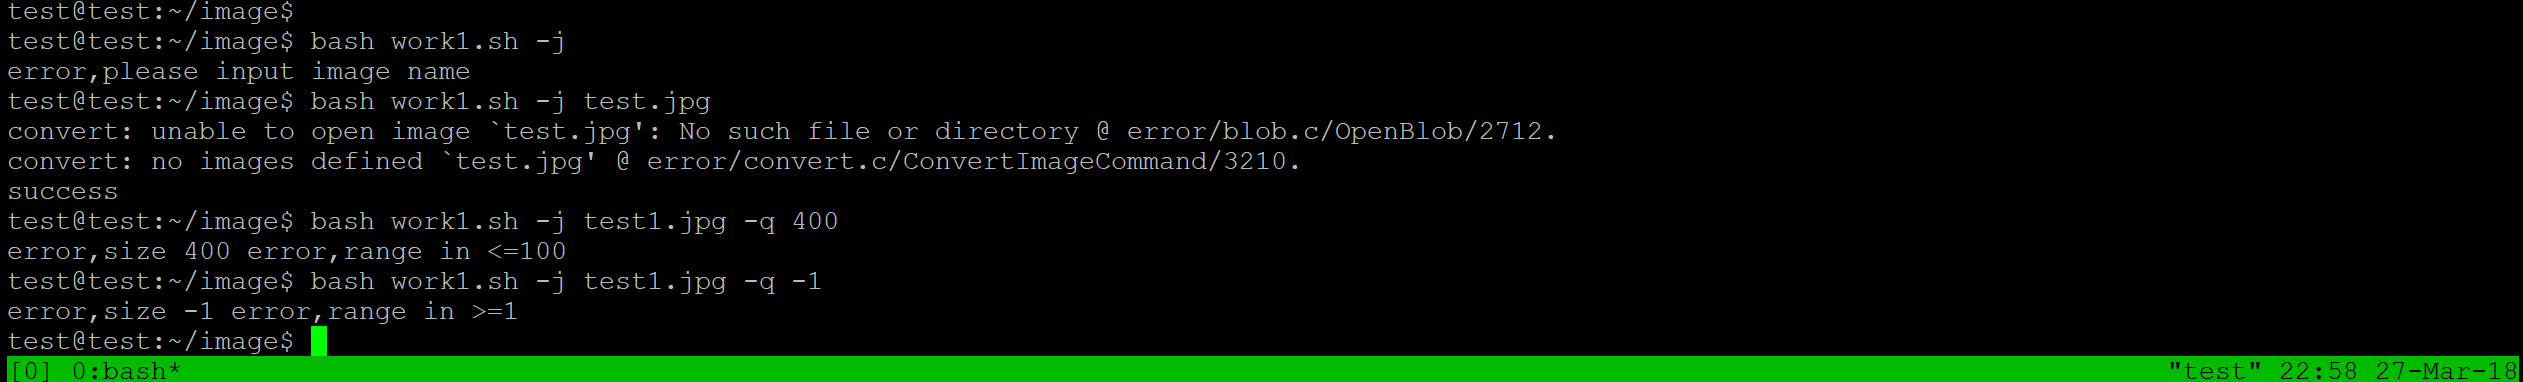 test@test:~/image$
test@test:~/image$ bash work1.sh -j
error,please input image name
test@test:~/image$ bash work1.sh -j test.jpg
convert: unable to open image `test.jpg': No such file or directory @ error/blob.c/OpenBlob/2712.
convert: no images defined `test.jpg' @ error/convert.c/ConvertImageCommand/3210.
success
test@test:~/image$ bash work1.sh -j test1.jpg -q 400
error,size 400 error,range in <=100
test@test:~/image$ bash work1.sh -j test1.jpg -q -1
error,size -1 error,range in >=1
test@test:~/image$
[0] 0:bash* "test" 22:58 27-Mar-18